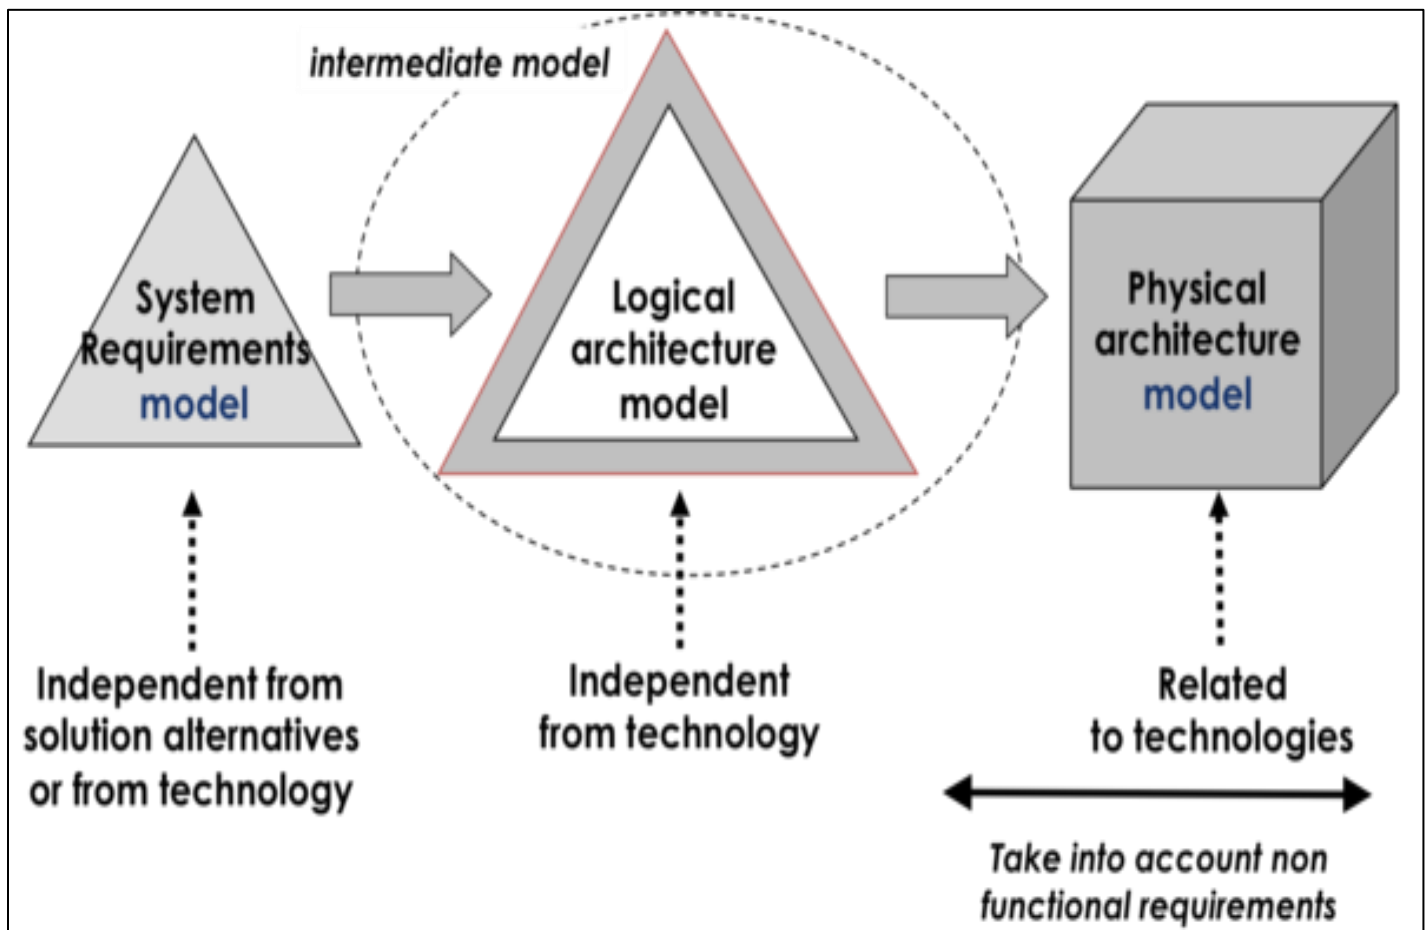 intermediate model
System
Requirements
model
Logical
architecture
model
Physical
architecture
model
Independent from
solution alternatives
or from technology
Independent
from technology
Related
to technologies
Take into account non
functional requirements